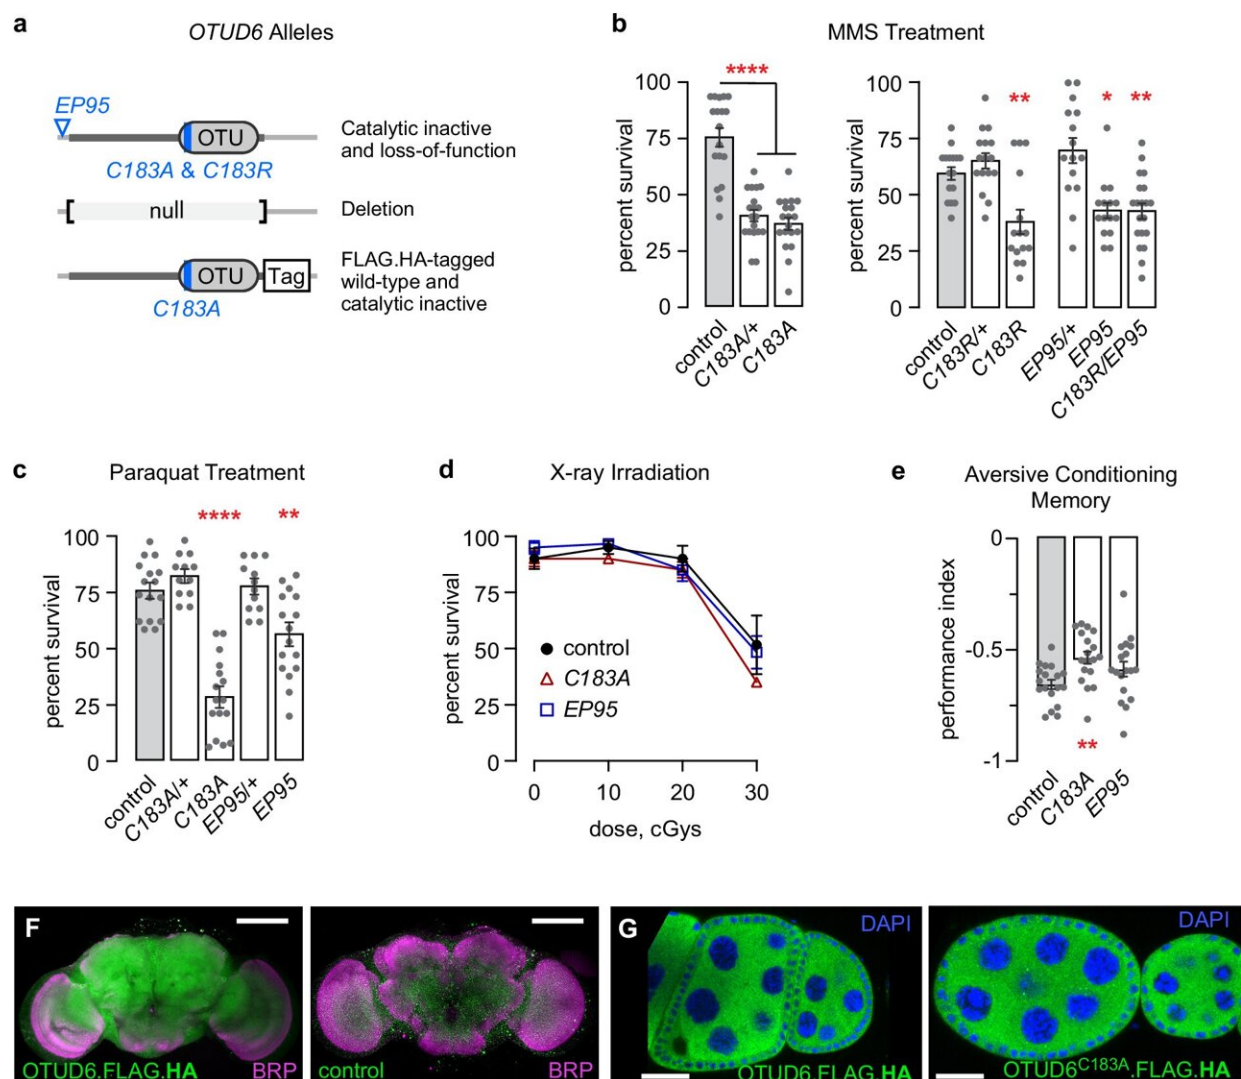 a
OTUD6 Alleles
EP95
OTU
C183A & C183R
Catalytic inactive
and loss-of-function
null
Deletion
OTU
Tag
C183A
FLAG.HA-tagged
wild-type and
catalytic inactive
b
MMS Treatment
percent survival
100
75
50
25
0
****
control
C183A/+
C183A
percent survival
100
75
50
25
0
**
*
**
control
C183R/+
C183R
EP95/+
EP95
C183R/EP95
c
Paraquat Treatment
percent survival
100
75
50
25
0
****
**
control
C183A/+
C183A
EP95/+
EP95
d
X-ray Irradiation
percent survival
100
75
50
25
0
control
C183A
EP95
0 10 20 30
dose, cGys
e
Aversive Conditioning
Memory
performance index
0
-0.5
-1
**
control
C183A
EP95
F
OTUD6.FLAG.HA
BRP
control
BRP
G
DAPI
OTUD6.FLAG.HA
DAPI
OTUD6C183A.FLAG.HA